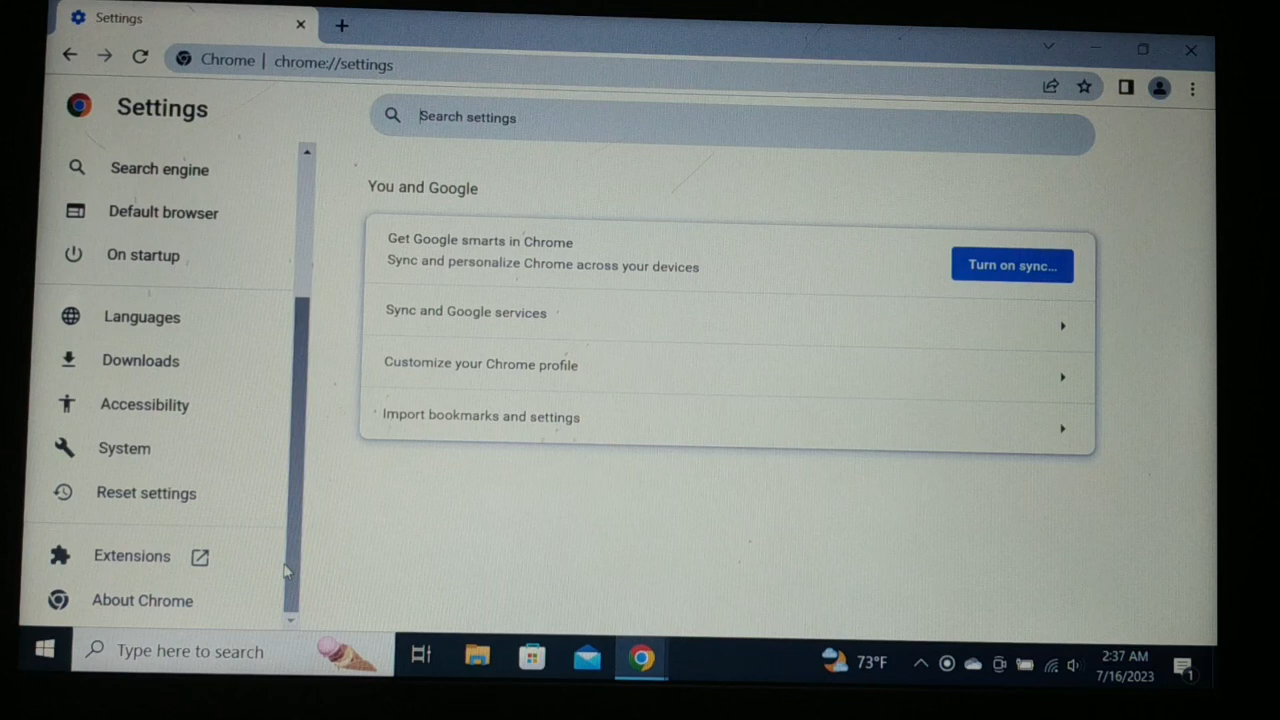 Settings
Chrome | chrome://settings
Settings
Search settings
Search engine
Default browser
On startup
Languages
Downloads
Accessibility
System
Reset settings
Extensions
About Chrome
You and Google
Get Google smarts in Chrome
Sync and personalize Chrome across your devices
Turn on sync...
Sync and Google services
Customize your Chrome profile
Import bookmarks and settings
Type here to search
73°F
2:37 AM
7/16/2023
1